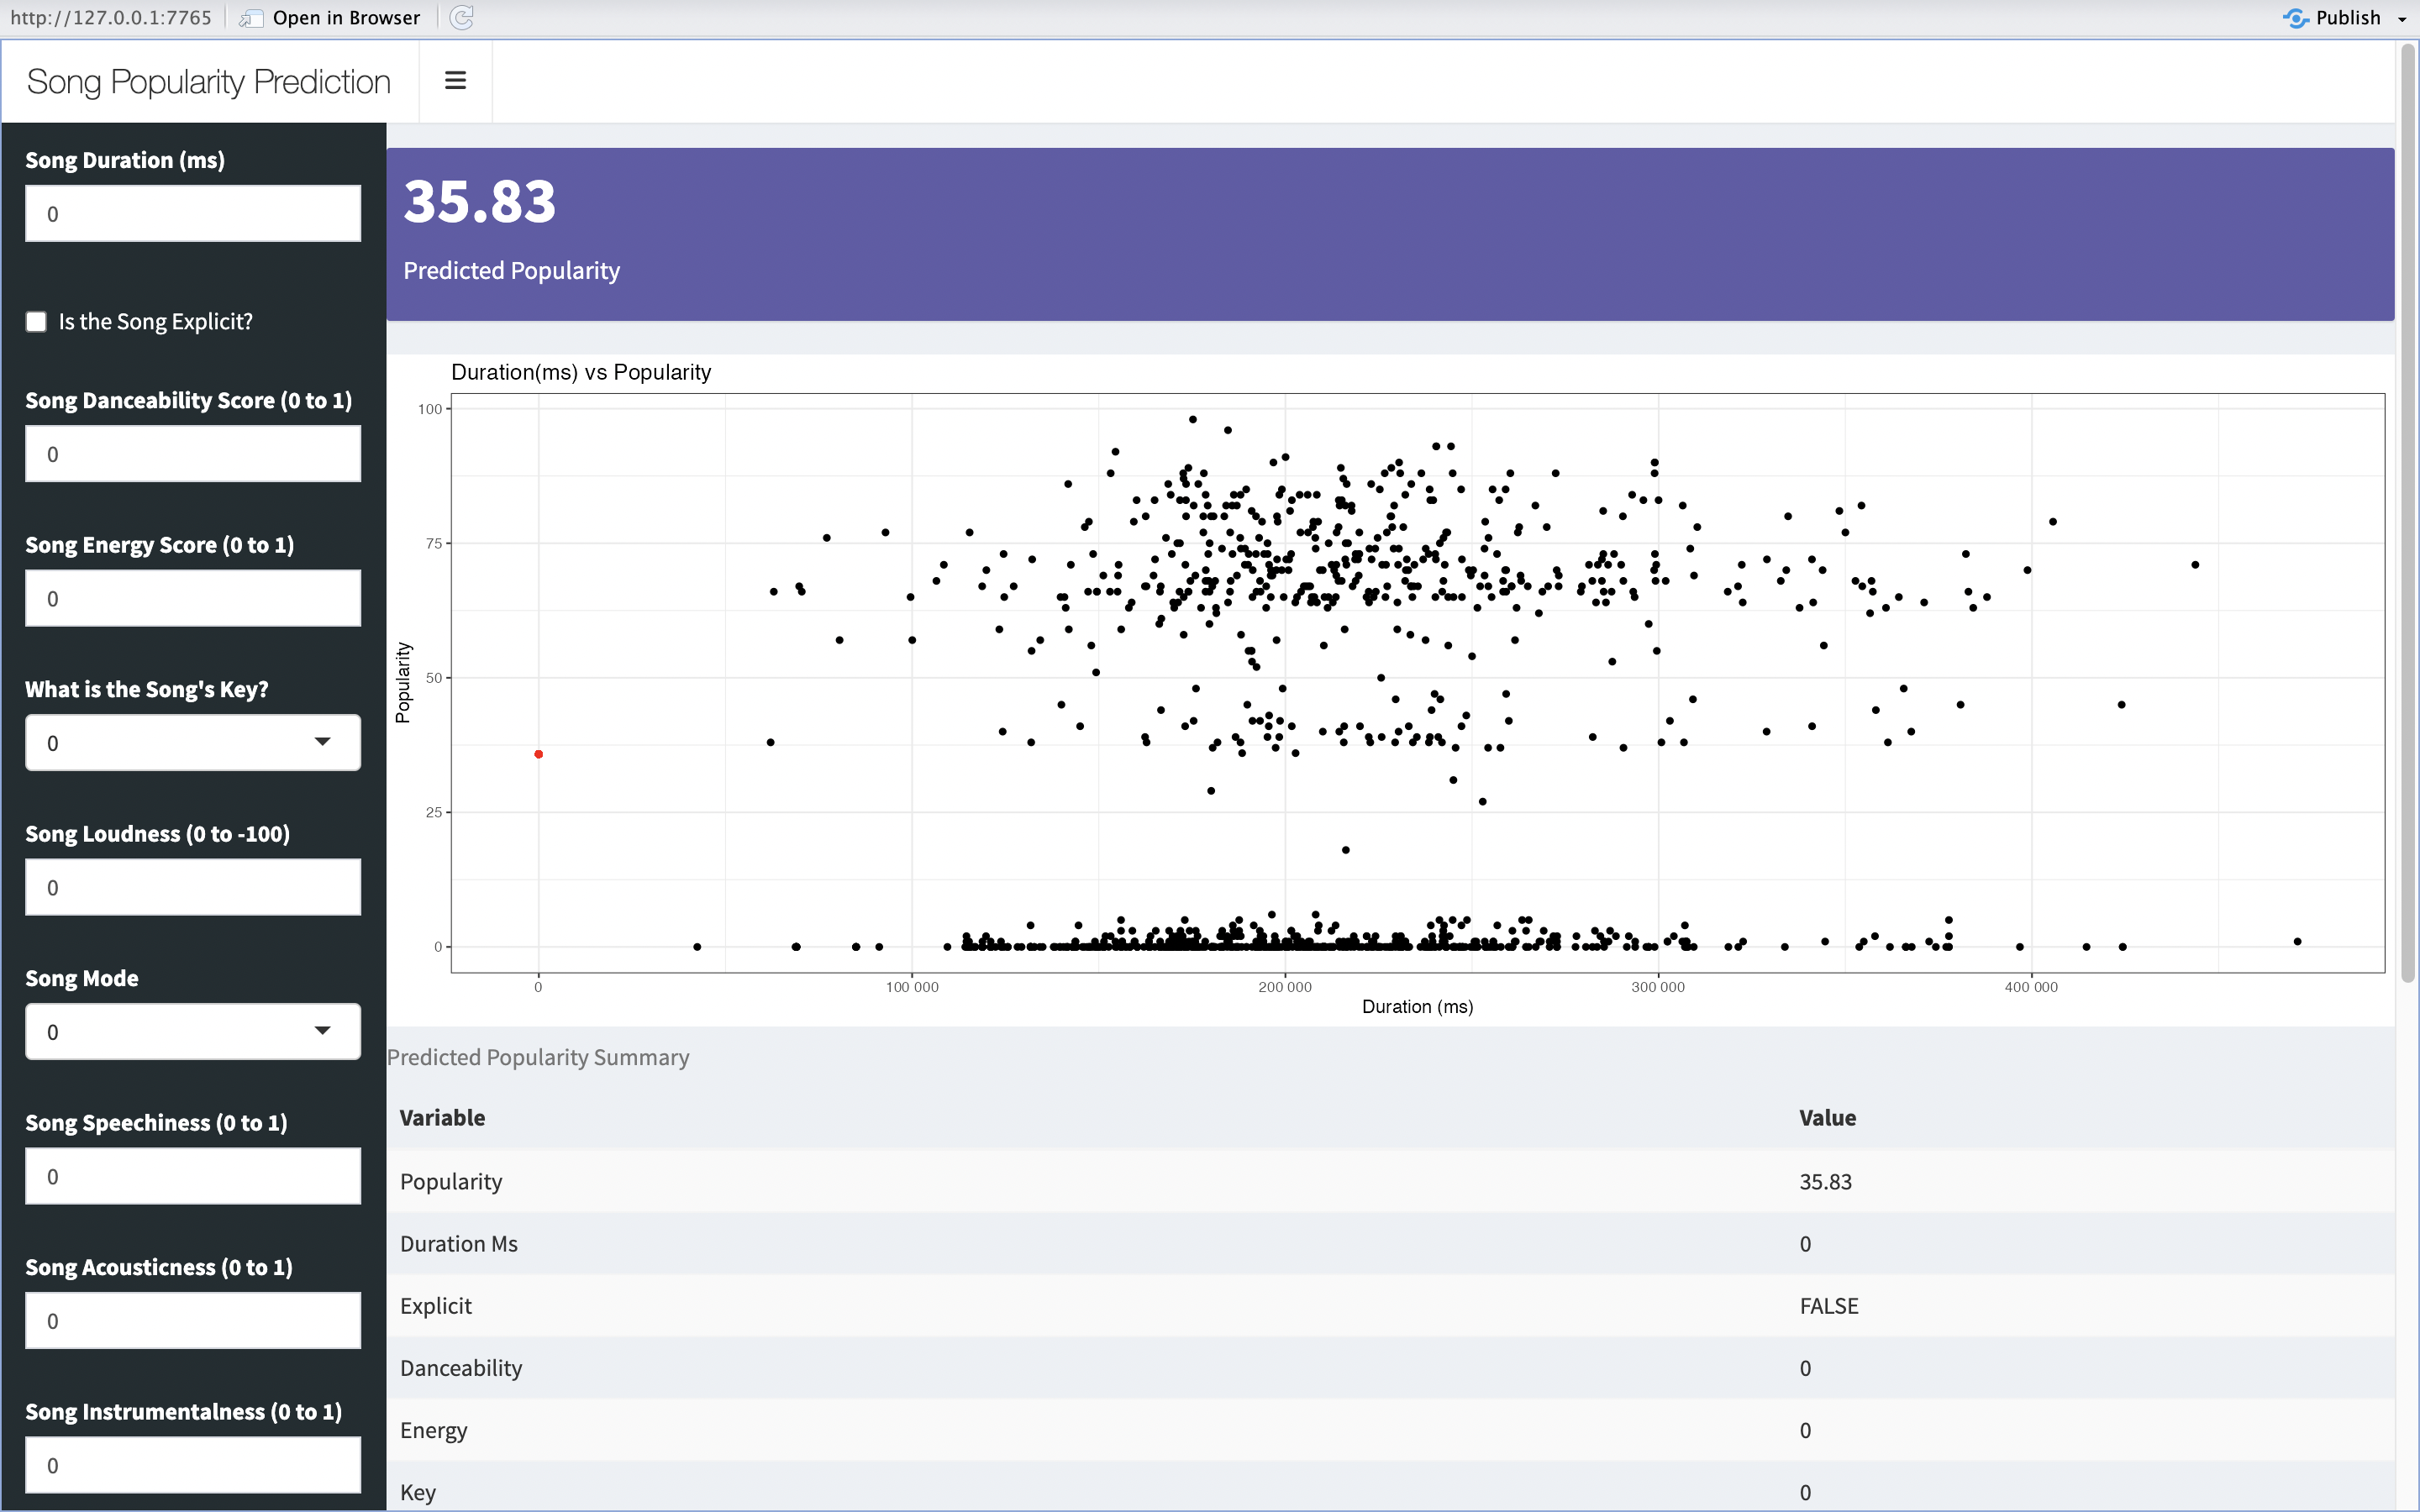 http://127.0.0.1:7765 Open in Browser Publish
Song Popularity Prediction
Song Duration (ms)
0
Is the Song Explicit?
Song Danceability Score (0 to 1)
0
Song Energy Score (0 to 1)
0
What is the Song's Key?
0
Song Loudness (0 to -100)
0
Song Mode
0
Song Speechiness (0 to 1)
0
Song Acousticness (0 to 1)
0
Song Instrumentalness (0 to 1)
0
35.83
Predicted Popularity
Duration(ms) vs Popularity
100
75
50
25
0
Popularity
0 100 000 200 000 300 000 400 000
Duration (ms)
Predicted Popularity Summary
Variable Value
Popularity 35.83
Duration Ms 0
Explicit FALSE
Danceability 0
Energy 0
Key 0